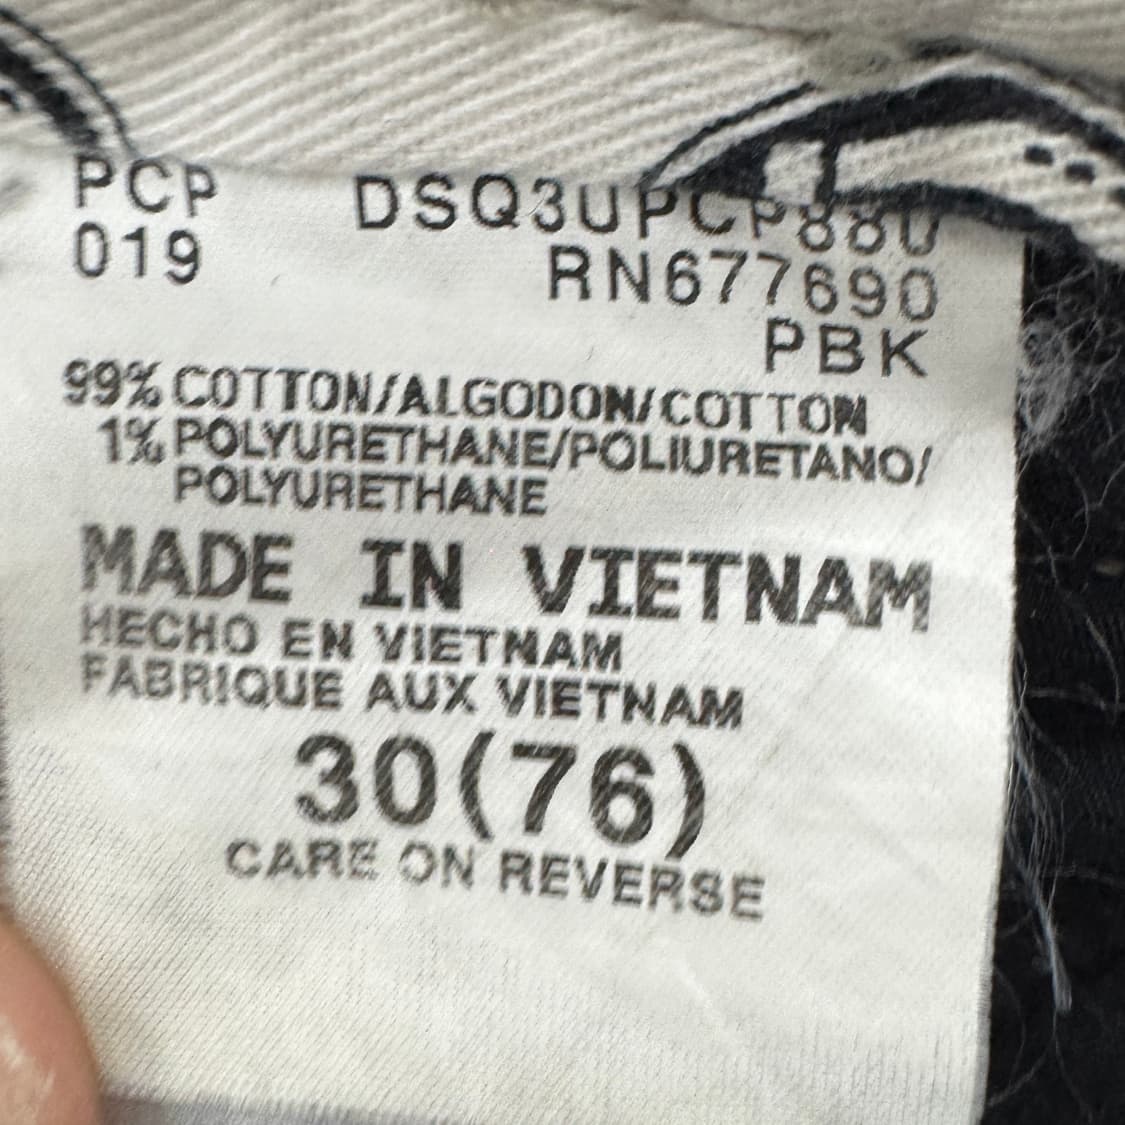 PCP
019
DSQ3UPCP880
RN677690
PBK
99% COTTON/ALGODON/COTTON
1% POLYURETHANE/POLIURETANO/
POLYURETHANE
MADE IN VIETNAM
HECHO EN VIETNAM
FABRIQUE AUX VIETNAM
30(76)
CARE ON REVERSE